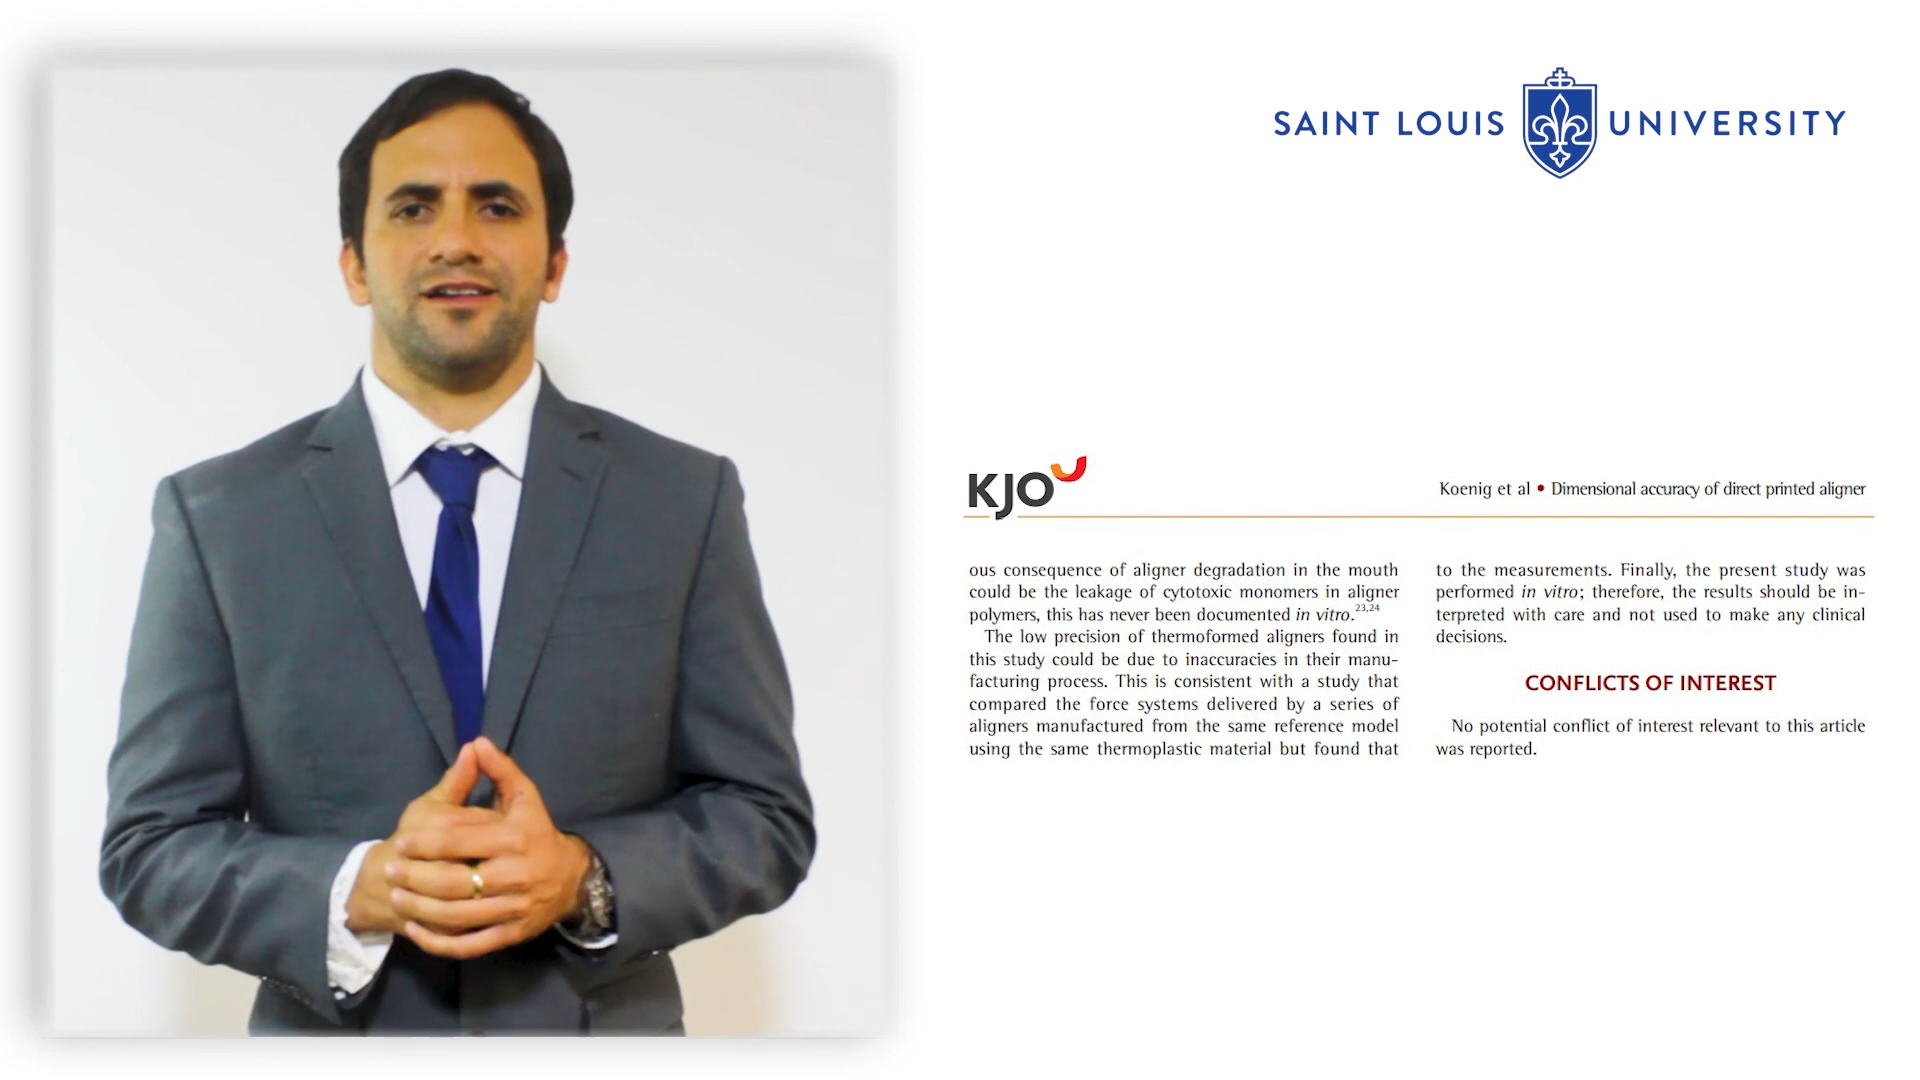 SAINT LOUIS UNIVERSITY
KJO
Koenig et al • Dimensional accuracy of direct printed aligner
ous consequence of aligner degradation in the mouth
could be the leakage of cytotoxic monomers in aligner
polymers, this has never been documented in vitro.23,24
The low precision of thermoformed aligners found in
this study could be due to inaccuracies in their manu-
facturing process. This is consistent with a study that
compared the force systems delivered by a series of
aligners manufactured from the same reference model
using the same thermoplastic material but found that
to the measurements. Finally, the present study was
performed in vitro; therefore, the results should be in-
terpreted with care and not used to make any clinical
decisions.
CONFLICTS OF INTEREST
No potential conflict of interest relevant to this article
was reported.